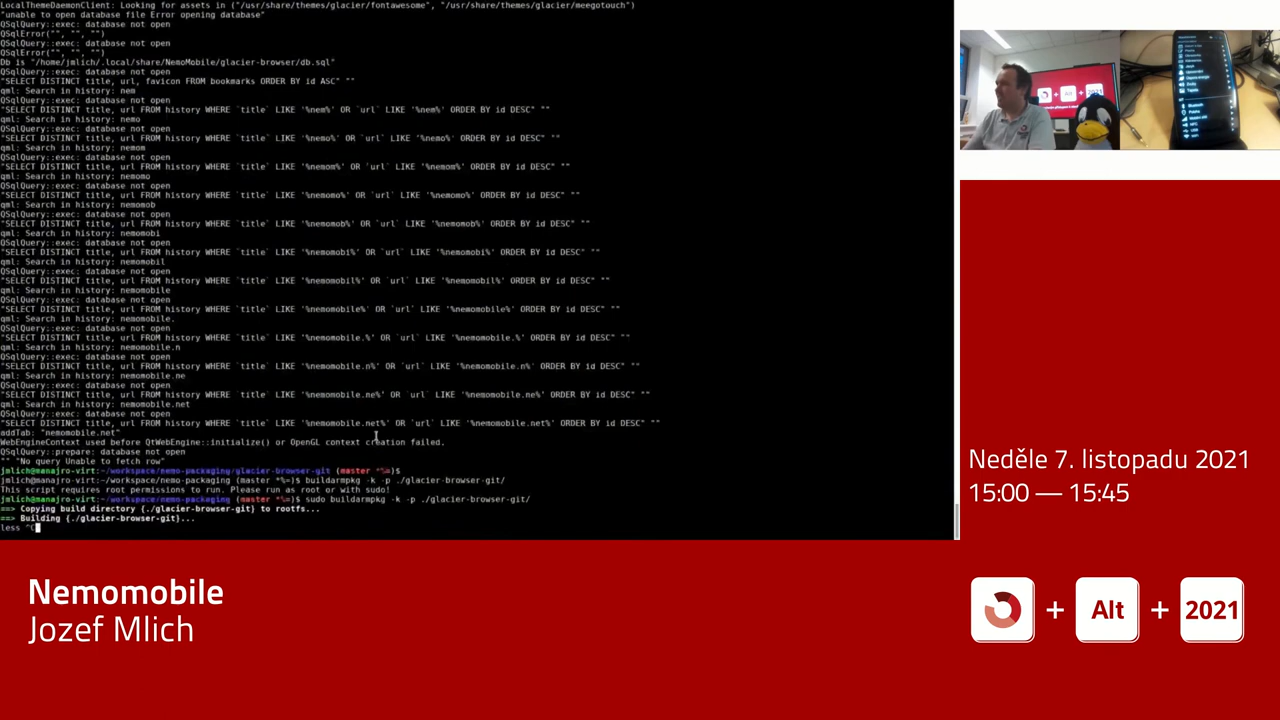 LocalThemeDaemonClient: Looking for assets in ("/usr/share/themes/glacier/fontawesome", "/usr/share/themes/glacier/meegotouch")
"unable to open database file Error opening database"
QSqlQuery::exec: database not open
QSqlError("", "", "")
QSqlQuery::exec: database not open
QSqlError("", "", "")
Db is "/home/jmlich/.local/share/NemoMobile/glacier-browser/db.sql"
QSqlQuery::exec: database not open
"SELECT DISTINCT title, url, favicon FROM bookmarks ORDER BY id ASC" ""
qml: Search in history: nem
QSqlQuery::exec: database not open
"SELECT DISTINCT title, url FROM history WHERE `title` LIKE '%nem%' OR `url` LIKE '%nem%' ORDER BY id DESC" ""
qml: Search in history: nemo
QSqlQuery::exec: database not open
"SELECT DISTINCT title, url FROM history WHERE `title` LIKE '%nemo%' OR `url` LIKE '%nemo%' ORDER BY id DESC" ""
qml: Search in history: nemom
QSqlQuery::exec: database not open
"SELECT DISTINCT title, url FROM history WHERE `title` LIKE '%nemom%' OR `url` LIKE '%nemom%' ORDER BY id DESC" ""
qml: Search in history: nemomo
QSqlQuery::exec: database not open
"SELECT DISTINCT title, url FROM history WHERE `title` LIKE '%nemomo%' OR `url` LIKE '%nemomo%' ORDER BY id DESC" ""
qml: Search in history: nemomob
QSqlQuery::exec: database not open
"SELECT DISTINCT title, url FROM history WHERE `title` LIKE '%nemomob%' OR `url` LIKE '%nemomob%' ORDER BY id DESC" ""
qml: Search in history: nemomobi
QSqlQuery::exec: database not open
"SELECT DISTINCT title, url FROM history WHERE `title` LIKE '%nemomobi%' OR `url` LIKE '%nemomobi%' ORDER BY id DESC" ""
qml: Search in history: nemomobil
QSqlQuery::exec: database not open
"SELECT DISTINCT title, url FROM history WHERE `title` LIKE '%nemomobil%' OR `url` LIKE '%nemomobil%' ORDER BY id DESC" ""
qml: Search in history: nemomobile
QSqlQuery::exec: database not open
"SELECT DISTINCT title, url FROM history WHERE `title` LIKE '%nemomobile%' OR `url` LIKE '%nemomobile%' ORDER BY id DESC" ""
qml: Search in history: nemomobile.
QSqlQuery::exec: database not open
"SELECT DISTINCT title, url FROM history WHERE `title` LIKE '%nemomobile.%' OR `url` LIKE '%nemomobile.%' ORDER BY id DESC" ""
qml: Search in history: nemomobile.n
QSqlQuery::exec: database not open
"SELECT DISTINCT title, url FROM history WHERE `title` LIKE '%nemomobile.n%' OR `url` LIKE '%nemomobile.n%' ORDER BY id DESC" ""
qml: Search in history: nemomobile.ne
QSqlQuery::exec: database not open
"SELECT DISTINCT title, url FROM history WHERE `title` LIKE '%nemomobile.ne%' OR `url` LIKE '%nemomobile.ne%' ORDER BY id DESC" ""
qml: Search in history: nemomobile.net
QSqlQuery::exec: database not open
"SELECT DISTINCT title, url FROM history WHERE `title` LIKE '%nemomobile.net%' OR `url` LIKE '%nemomobile.net%' ORDER BY id DESC" ""
addTab: "nemomobile.net"
WebEngineContext used before QtWebEngine::initialize() or OpenGL context creation failed.
QSqlQuery::prepare: database not open
"" "No query Unable to fetch row"
jmlich@manajro-virt:~/workspace/nemo-packaging/glacier-browser-git (master *%=)$
jmlich@manajro-virt:~/workspace/nemo-packaging (master *%=)$ buildarmpkg -k -p ./glacier-browser-git/
This script requires root permissions to run. Please run as root or with sudo!
jmlich@manajro-virt:~/workspace/nemo-packaging (master *%=)$ sudo buildarmpkg -k -p ./glacier-browser-git/
==> Copying build directory {./glacier-browser-git} to rootfs...
==> Building {./glacier-browser-git}...
less ^C
Neděle 7. listopadu 2021
15:00 — 15:45
Nemomobile
Jozef Mlich
+ Alt + 2021